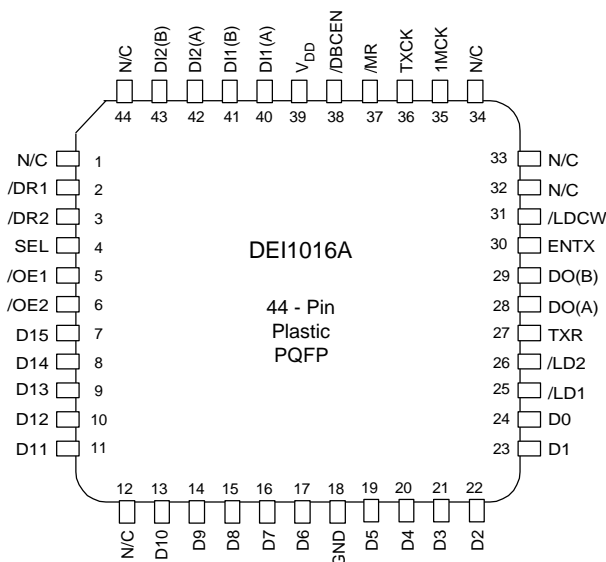 N/C DI2(B) DI2(A) DI1(B) DI1(A) VDD /DBCEN /MR TXCK 1MCK N/C
44 43 42 41 40 39 38 37 36 35 34
N/C 1
/DR1 2
/DR2 3
SEL 4
/OE1 5
/OE2 6
D15 7
D14 8
D13 9
D12 10
D11 11
DEI1016A
44 - Pin
Plastic
PQFP
33 N/C
32 N/C
31 /LDCW
30 ENTX
29 DO(B)
28 DO(A)
27 TXR
26 /LD2
25 /LD1
24 D0
23 D1
12 13 14 15 16 17 18 19 20 21 22
N/C D10 D9 D8 D7 D6 GND D5 D4 D3 D2